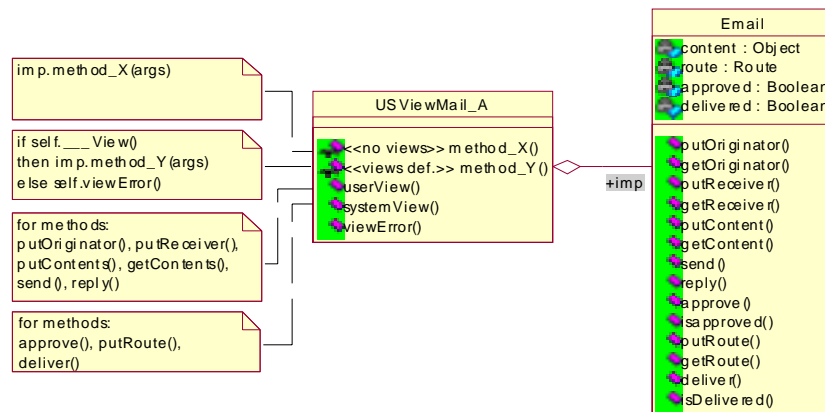 imp.method_X(args)
if self.___View()
then imp.method_Y(args)
else self.viewError()
for methods:
putOriginator(), putReceiver(),
putContents(), getContents(),
send(), reply()
for methods:
approve(), putRoute(),
deliver()
USViewMail_A
<<no views>> method_X()
<<views def.>> method_Y()
userView()
systemView()
viewError()
+imp
Email
content : Object
route : Route
approved : Boolean
delivered : Boolean
putOriginator()
getOriginator()
putReceiver()
getReceiver()
putContent()
getContent()
send()
reply()
approve()
isapproved()
putRoute()
getRoute()
deliver()
isDelivered()